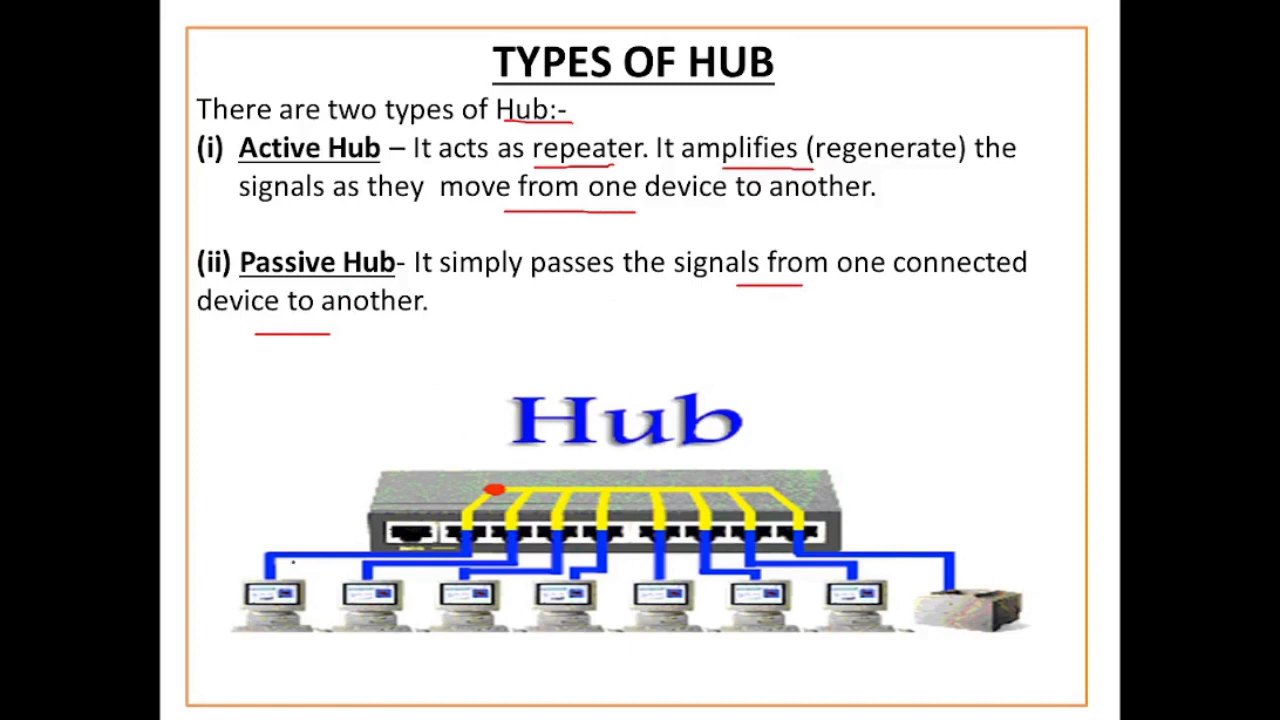 TYPES OF HUB
There are two types of Hub:-
(i) Active Hub – It acts as repeater. It amplifies (regenerate) the
signals as they move from one device to another.
(ii) Passive Hub- It simply passes the signals from one connected
device to another.
Hub